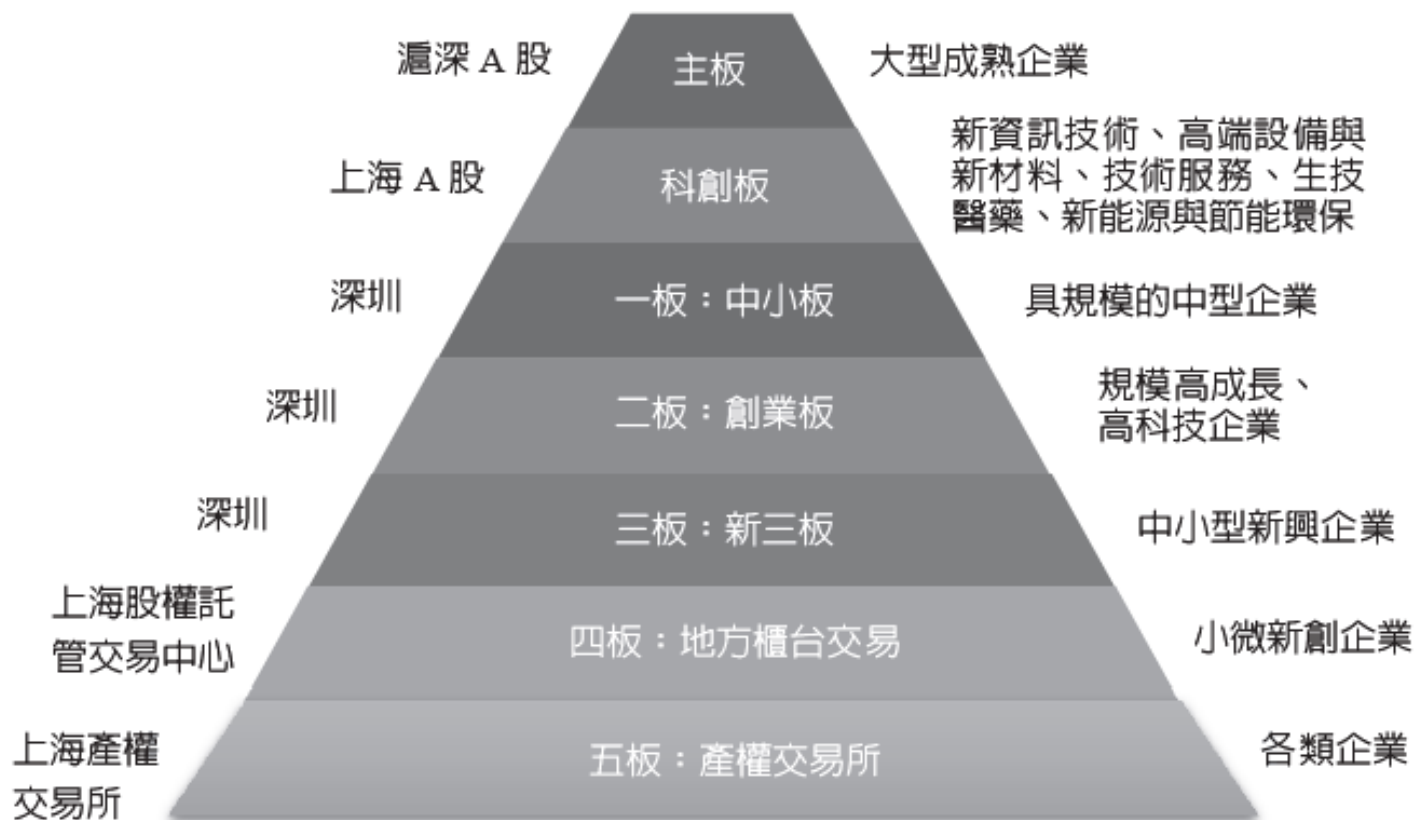 滬深 A 股
主板
大型成熟企業
上海 A 股
科創板
新資訊技術、高端設備與
新材料、技術服務、生技
醫藥、新能源與節能環保
深圳
一板：中小板
具規模的中型企業
深圳
二板：創業板
規模高成長、
高科技企業
深圳
三板：新三板
中小型新興企業
上海股權託
管交易中心
四板：地方櫃台交易
小微新創企業
上海產權
交易所
五板：產權交易所
各類企業